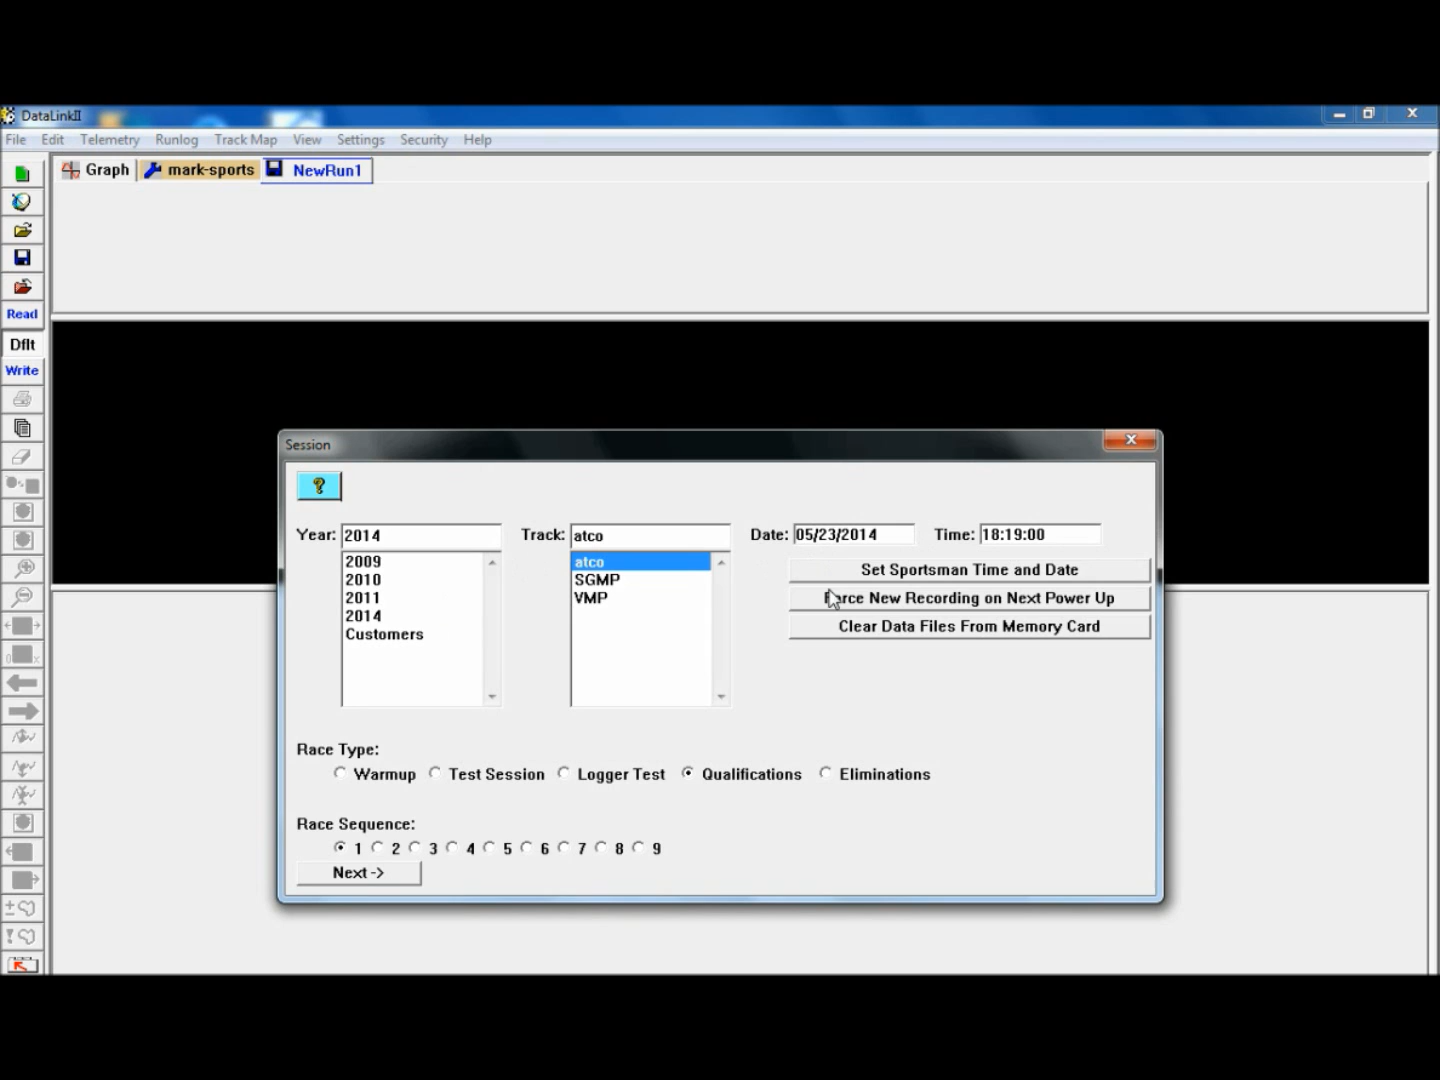 DataLinkII
File Edit Telemetry Runlog Track Map View Settings Security Help
Graph mark-sports NewRun1
Read
Dflt
Write
Session
?
Year: 2014 Track: atco Date: 05/23/2014 Time: 18:19:00
2009
2010
2011
2014
Customers
atco
SGMP
VMP
Set Sportsman Time and Date
Force New Recording on Next Power Up
Clear Data Files From Memory Card
Race Type:
Warmup Test Session Logger Test Qualifications Eliminations
Race Sequence:
1 2 3 4 5 6 7 8 9
Next ->